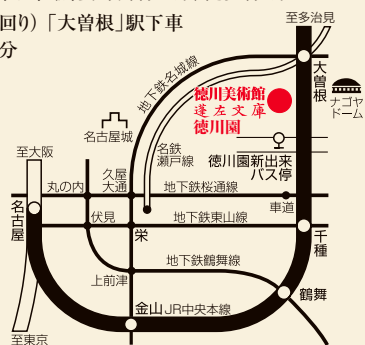 回り)「大曽根」駅下車
分
至多治見
大曽根
ナゴヤ
ドーム
地下鉄名城線
徳川美術館
蓬左文庫
徳川園
名古屋城
名鉄
瀬戸線
徳川園新出来
バス停
至大阪
丸の内
久屋
大通
地下鉄桜通線
車道
名古屋
伏見
地下鉄東山線
栄
千種
地下鉄鶴舞線
上前津
鶴舞
金山 JR中央本線
至東京